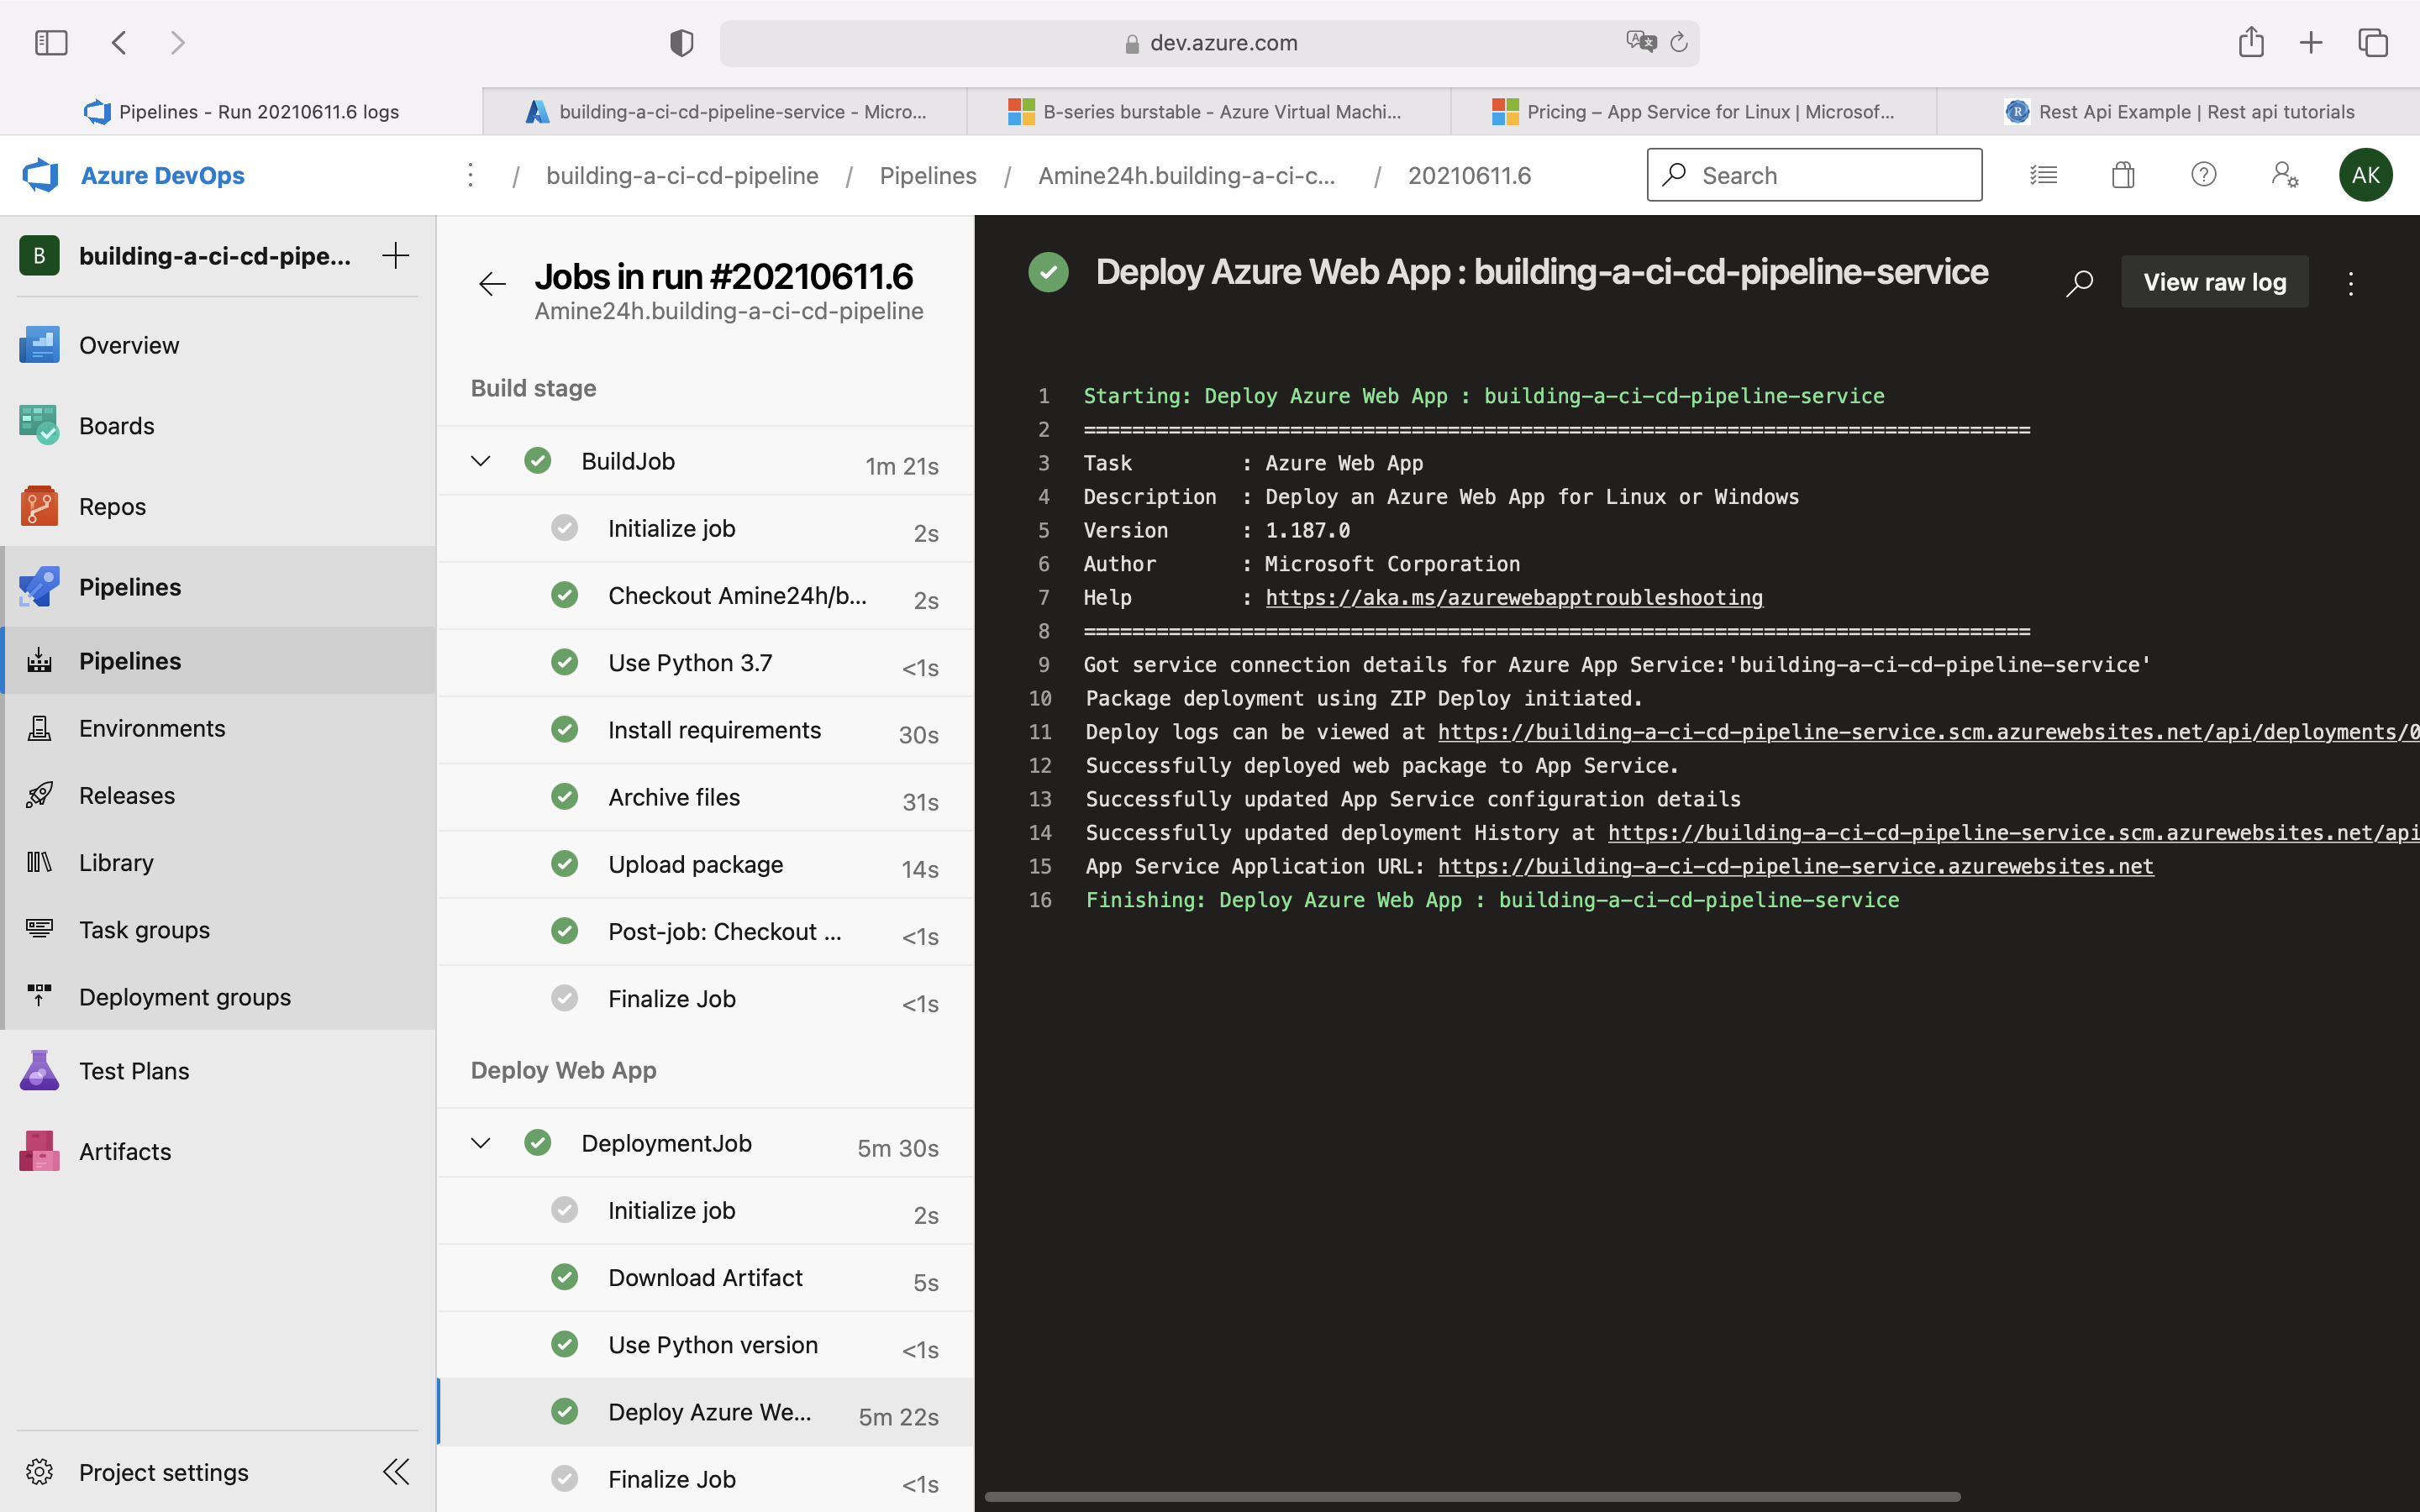 dev.azure.com
Pipelines - Run 20210611.6 logs
building-a-ci-cd-pipeline-service - Micro...
B-series burstable - Azure Virtual Machi...
Pricing – App Service for Linux | Microsof...
Rest Api Example | Rest api tutorials
Azure DevOps
/ building-a-ci-cd-pipeline / Pipelines / Amine24h.building-a-ci-c... / 20210611.6
Search
AK
B building-a-ci-cd-pipe...
Overview
Boards
Repos
Pipelines
Pipelines
Environments
Releases
Library
Task groups
Deployment groups
Test Plans
Artifacts
Project settings
Jobs in run #20210611.6
Amine24h.building-a-ci-cd-pipeline
Build stage
BuildJob 1m 21s
Initialize job 2s
Checkout Amine24h/b... 2s
Use Python 3.7 <1s
Install requirements 30s
Archive files 31s
Upload package 14s
Post-job: Checkout ... <1s
Finalize Job <1s
Deploy Web App
DeploymentJob 5m 30s
Initialize job 2s
Download Artifact 5s
Use Python version <1s
Deploy Azure We... 5m 22s
Finalize Job <1s
Deploy Azure Web App : building-a-ci-cd-pipeline-service
View raw log
1 Starting: Deploy Azure Web App : building-a-ci-cd-pipeline-service
2 ==============================================================================
3 Task : Azure Web App
4 Description : Deploy an Azure Web App for Linux or Windows
5 Version : 1.187.0
6 Author : Microsoft Corporation
7 Help : https://aka.ms/azurewebapptroubleshooting
8 ==============================================================================
9 Got service connection details for Azure App Service:'building-a-ci-cd-pipeline-service'
10 Package deployment using ZIP Deploy initiated.
11 Deploy logs can be viewed at https://building-a-ci-cd-pipeline-service.scm.azurewebsites.net/api/deployments/0
12 Successfully deployed web package to App Service.
13 Successfully updated App Service configuration details
14 Successfully updated deployment History at https://building-a-ci-cd-pipeline-service.scm.azurewebsites.net/api
15 App Service Application URL: https://building-a-ci-cd-pipeline-service.azurewebsites.net
16 Finishing: Deploy Azure Web App : building-a-ci-cd-pipeline-service